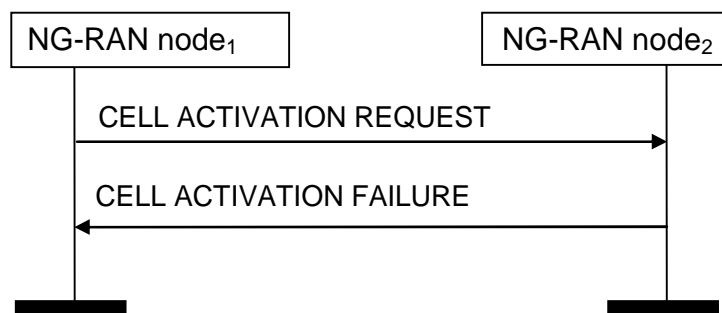 NG-RAN node₁
NG-RAN node₂
CELL ACTIVATION REQUEST
CELL ACTIVATION FAILURE